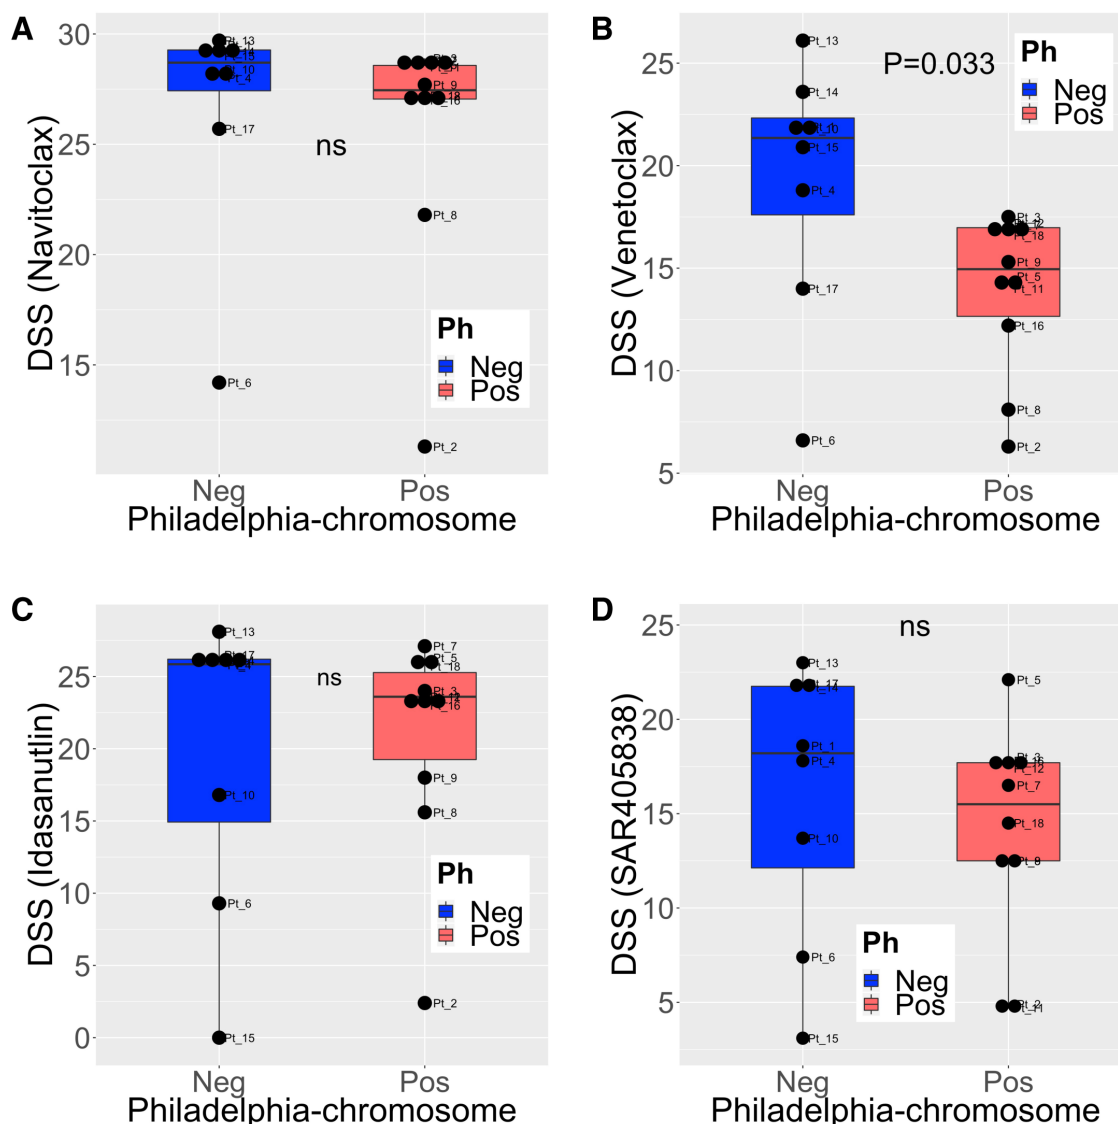 A
DSS (Navitoclax)
30
25
20
15
Pt_13
Pt_15
Pt_10
Pt_4
Pt_17
Pt_6
Pt_9
Pt_16
Pt_8
Pt_2
ns
Ph
Neg
Pos
Neg
Pos
Philadelphia-chromosome
B
DSS (Venetoclax)
25
20
15
10
5
Pt_13
Pt_14
Pt_1
Pt_10
Pt_15
Pt_4
Pt_17
Pt_6
P=0.033
Pt_3
Pt_12
Pt_18
Pt_9
Pt_5
Pt_11
Pt_16
Pt_8
Pt_2
Ph
Neg
Pos
Neg
Pos
Philadelphia-chromosome
C
DSS (Idasanutlin)
25
20
15
10
5
0
Pt_13
Pt_17
Pt_10
Pt_6
Pt_15
ns
Pt_7
Pt_5
Pt_18
Pt_3
Pt_16
Pt_9
Pt_8
Pt_2
Ph
Neg
Pos
Neg
Pos
Philadelphia-chromosome
D
DSS (SAR405838)
25
20
15
10
5
ns
Pt_13
Pt_17
Pt_14
Pt_1
Pt_4
Pt_10
Pt_6
Pt_15
Pt_5
Pt_3
Pt_16
Pt_12
Pt_7
Pt_18
Pt_2
Pt_11
Ph
Neg
Pos
Neg
Pos
Philadelphia-chromosome